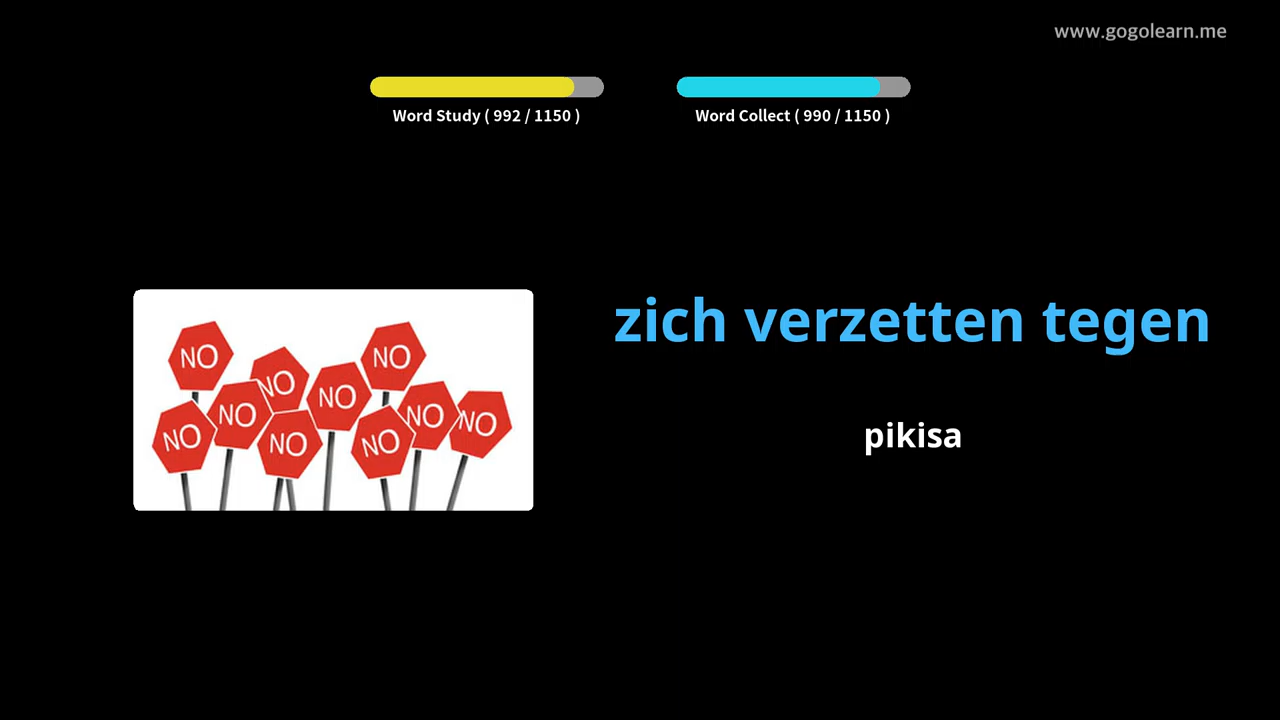 www.gogolearn.me
Word Study ( 992 / 1150 )
Word Collect ( 990 / 1150 )
zich verzetten tegen
pikisa
NO
NO
NO
NO
NO
NO
NO
NO
NO
NO